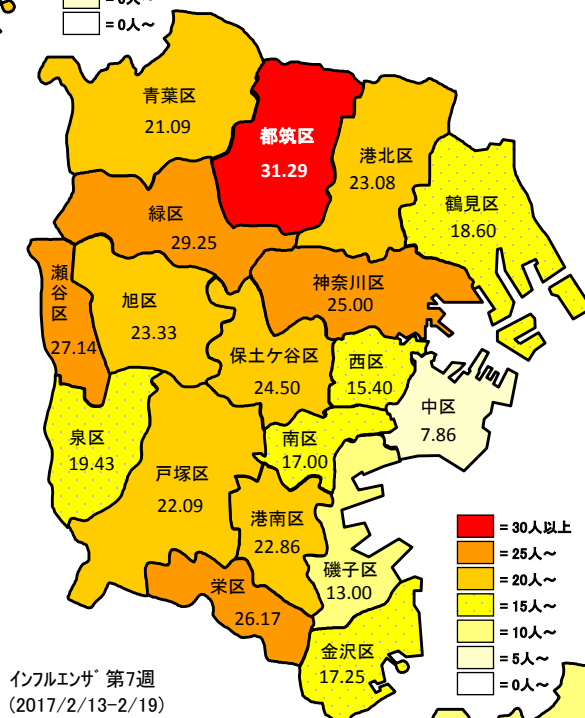 = 0人～
青葉区
21.09
都筑区
31.29
港北区
23.08
鶴見区
18.60
緑区
29.25
瀬谷区
27.14
旭区
23.33
神奈川区
25.00
保土ケ谷区
24.50
西区
15.40
中区
7.86
泉区
19.43
戸塚区
22.09
南区
17.00
港南区
22.86
磯子区
13.00
栄区
26.17
金沢区
17.25
= 30人以上
= 25人～
= 20人～
= 15人～
= 10人～
= 5人～
= 0人～
インフルエンザ 第7週
(2017/2/13-2/19)